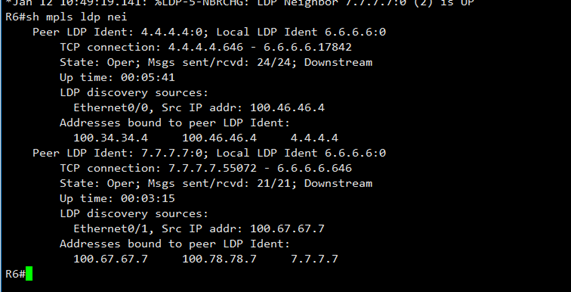 *Jan 12 10:49:19.141: %LDP-5-NBRCHG: LDP Neighbor 7.7.7.7:0 (2) is UP
R6#sh mpls ldp nei
    Peer LDP Ident: 4.4.4.4:0; Local LDP Ident 6.6.6.6:0
        TCP connection: 4.4.4.4.646 - 6.6.6.6.17842
        State: Oper; Msgs sent/rcvd: 24/24; Downstream
        Up time: 00:05:41
        LDP discovery sources:
          Ethernet0/0, Src IP addr: 100.46.46.4
        Addresses bound to peer LDP Ident:
          100.34.34.4     100.46.46.4     4.4.4.4
    Peer LDP Ident: 7.7.7.7:0; Local LDP Ident 6.6.6.6:0
        TCP connection: 7.7.7.7.55072 - 6.6.6.6.646
        State: Oper; Msgs sent/rcvd: 21/21; Downstream
        Up time: 00:03:15
        LDP discovery sources:
          Ethernet0/1, Src IP addr: 100.67.67.7
        Addresses bound to peer LDP Ident:
          100.67.67.7     100.78.78.7     7.7.7.7
R6#